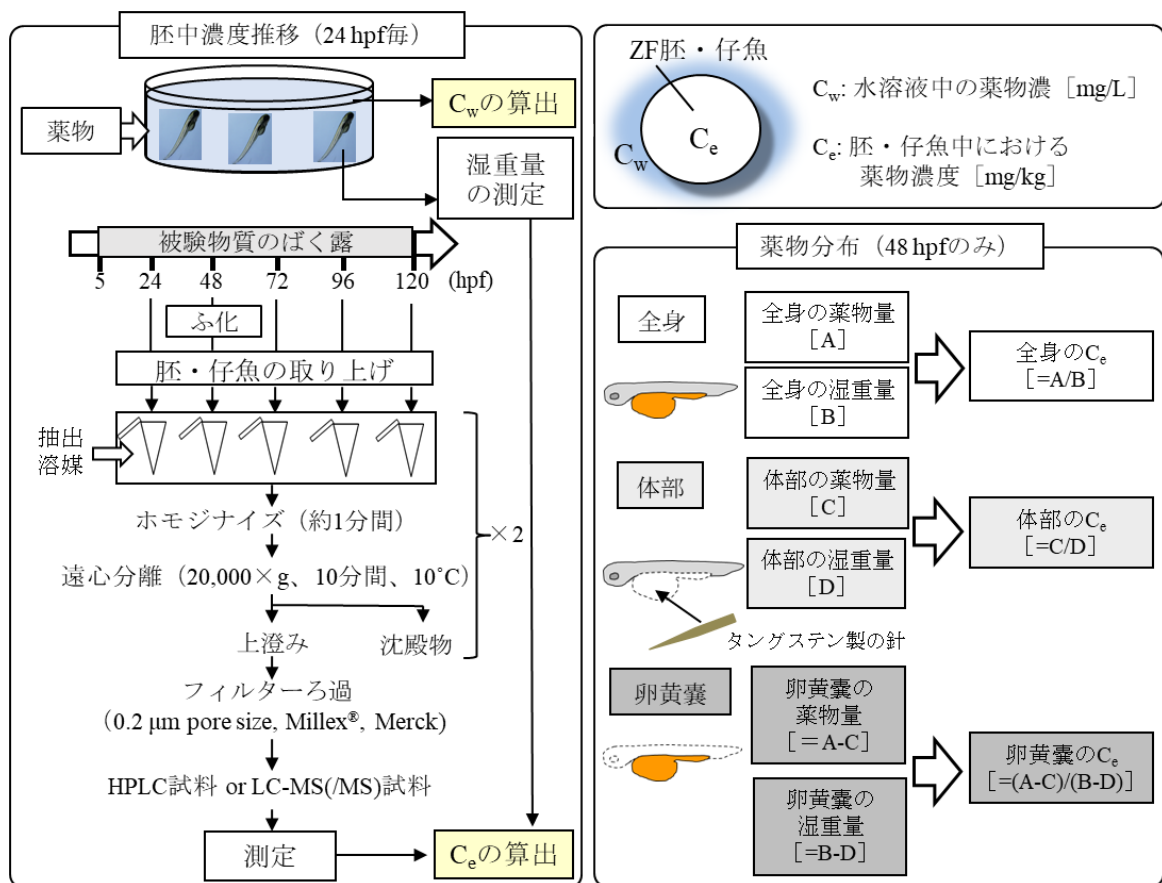 胚中濃度推移（24 hpf毎）
薬物
Cwの算出
湿重量
の測定
被験物質のばく露
5 24 48 72 96 120 (hpf)
ふ化
胚・仔魚の取り上げ
抽出
溶媒
ホモジナイズ（約1分間）
遠心分離（20,000×g、10分間、10˚C）
×2
上澄み 沈殿物
フィルターろ過
（0.2 μm pore size, Millex®, Merck）
HPLC試料 or LC-MS(/MS)試料
測定
Ceの算出
ZF胚・仔魚
Ce
Cw
Cw: 水溶液中の薬物濃［mg/L］
Ce: 胚・仔魚中における
薬物濃度［mg/kg］
薬物分布（48 hpfのみ）
全身
全身の薬物量
［A］
全身の湿重量
［B］
全身のCe
［=A/B］
体部
体部の薬物量
［C］
体部の湿重量
［D］
体部のCe
［=C/D］
タングステン製の針
卵黄嚢
卵黄嚢の
薬物量
［＝A-C］
卵黄嚢の
湿重量
［=B-D］
卵黄嚢のCe
［=(A-C)/(B-D)］